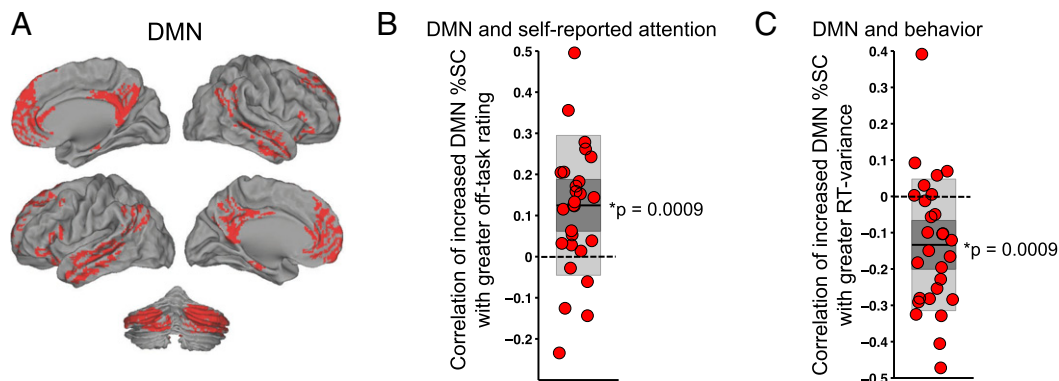 A
DMN
B
DMN and self-reported attention
Correlation of increased DMN %SC
with greater off-task rating
0.5
0.4
0.3
0.2
0.1
0
−0.1
−0.2
*p = 0.0009
C
DMN and behavior
Correlation of increased DMN %SC
with greater RT-variance
0.4
0.3
0.2
0.1
0
−0.1
−0.2
−0.3
−0.4
−0.5
*p = 0.0009